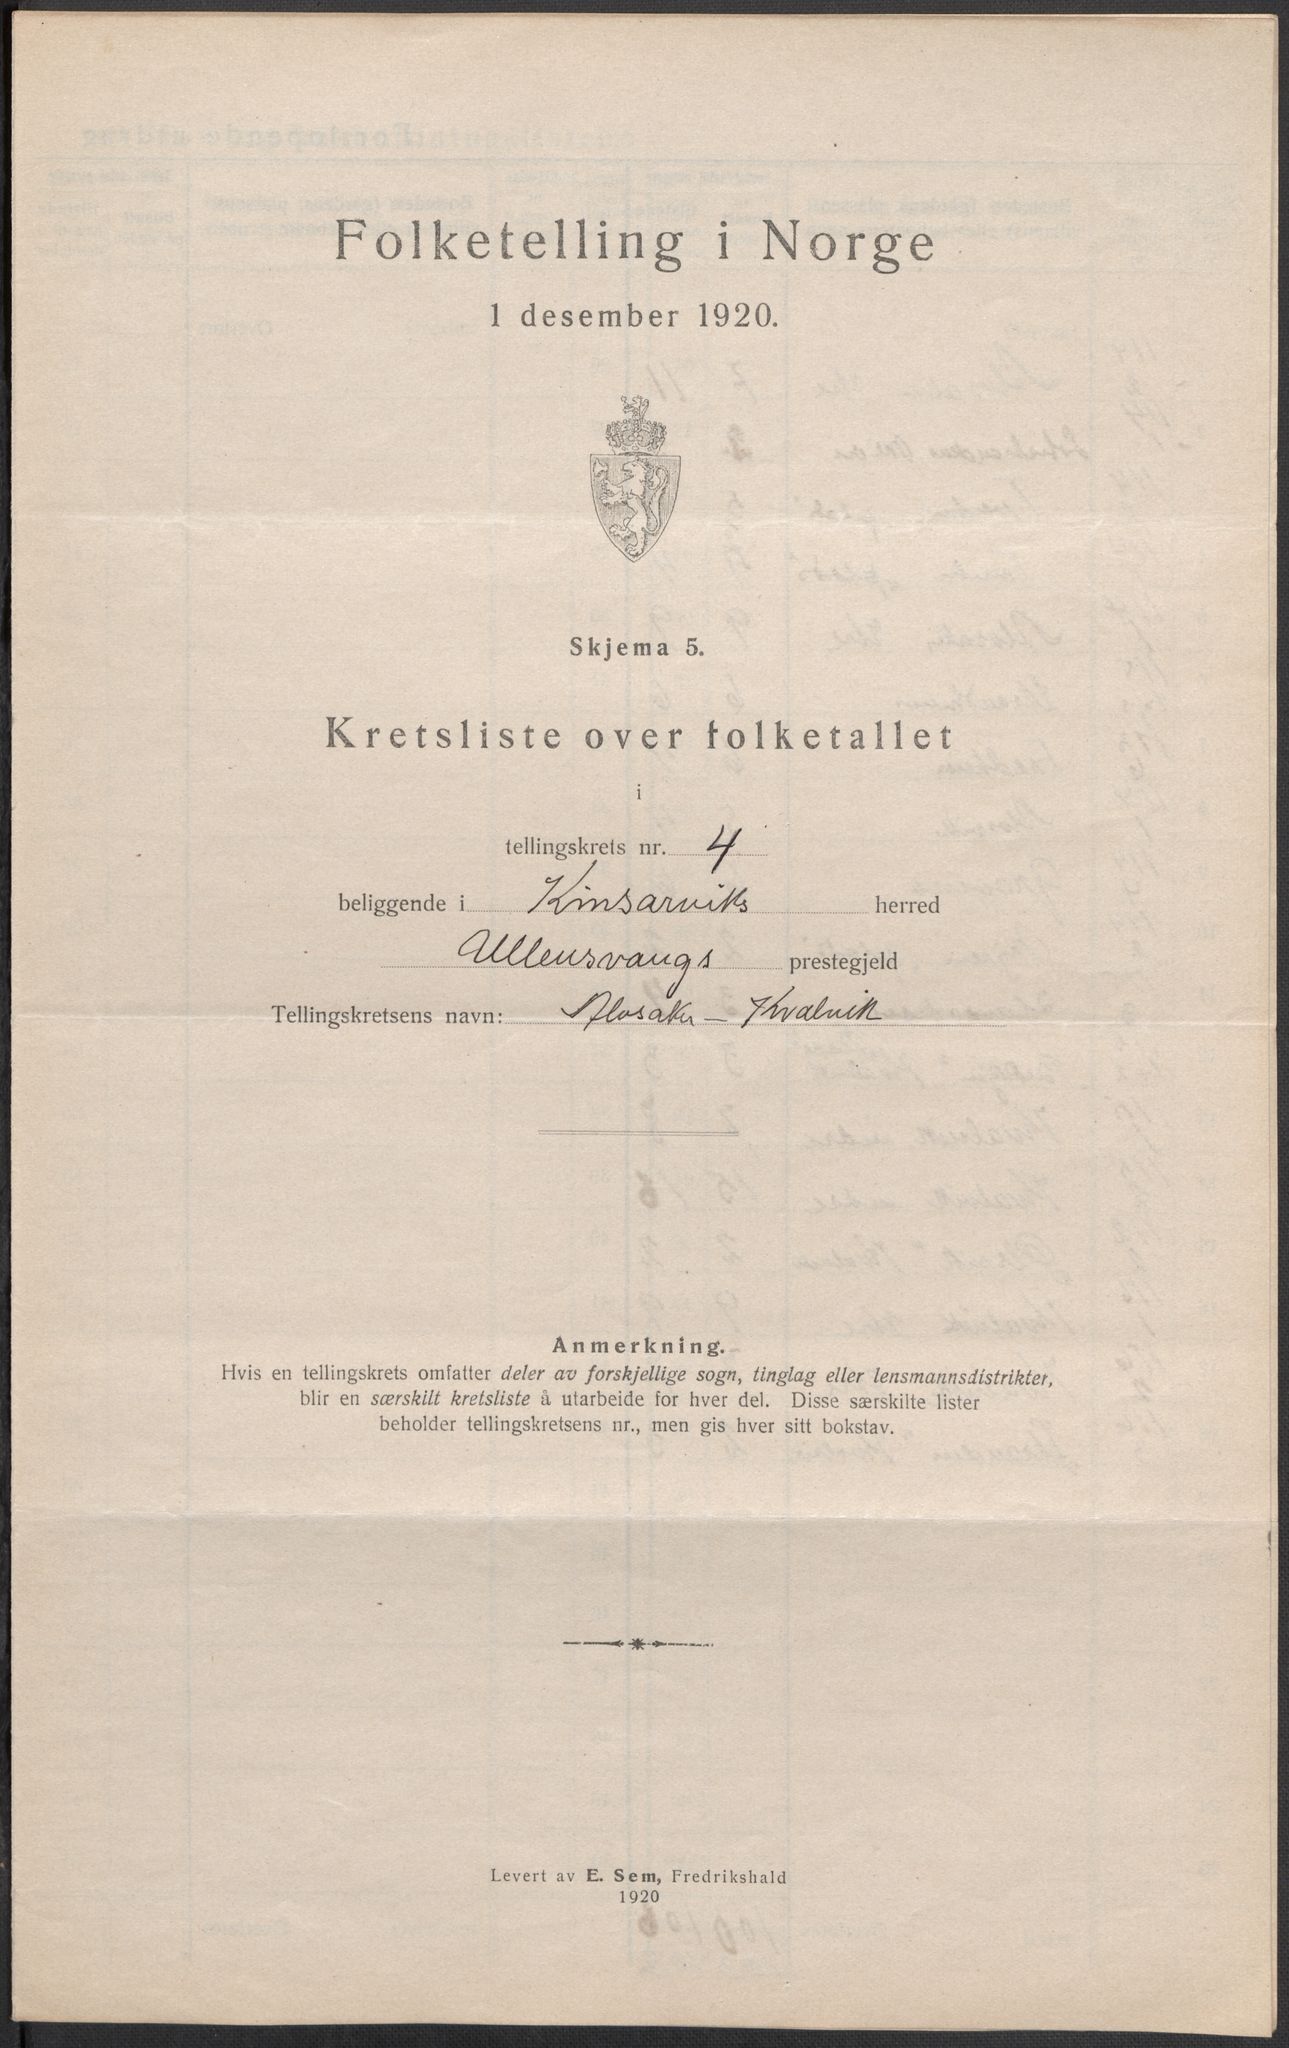 Folketelling i Norge
1 desember 1920.
Skjema 5.
Kretsliste over folketallet
i
tellingskrets nr. 4
beliggende i Kinsarviks herred
Ullensvangs prestegjeld
Tellingskretsens navn: Alsaker — Kvalvik
Anmerkning.
Hvis en tellingskrets omfatter deler av forskjellige sogn, tinglag eller lensmannsdistrikter,
blir en særskilt kretsliste å utarbeide for hver del. Disse særskilte lister
beholder tellingskretsens nr., men gis hver sitt bokstav.
Levert av E. Sem, Fredrikshald
1920